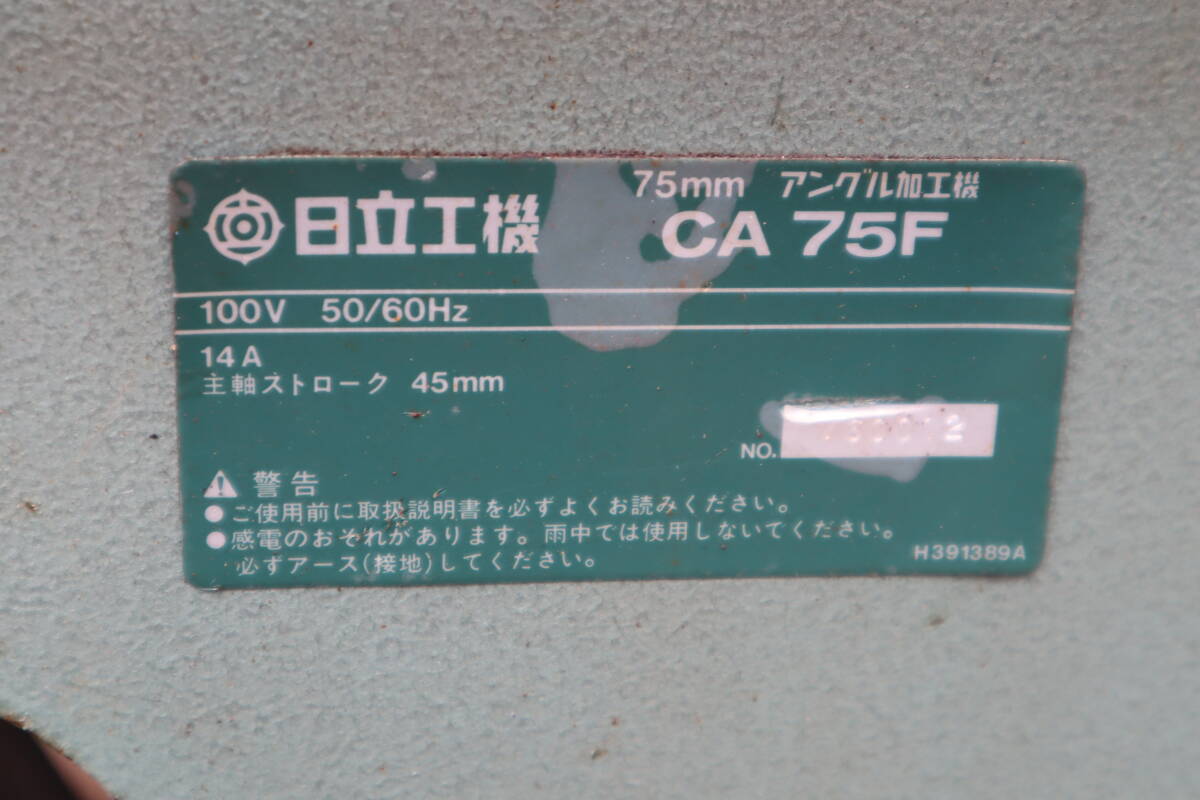 75mm アングル加工機
日立工機 CA 75F
100V 50/60Hz
14A
主軸ストローク 45mm
NO.
警告
●ご使用前に取扱説明書を必ずよくお読みください。
●感電のおそれがあります。雨中では使用しないでください。
必ずアース(接地)してください。
H391389A